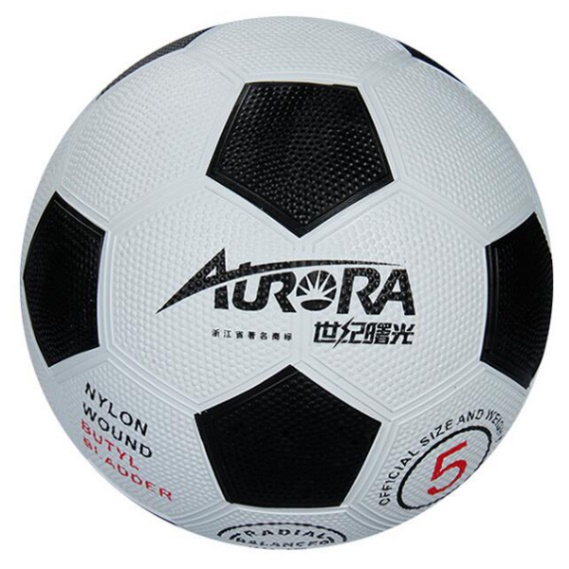 AURORA
浙江省著名商标
世纪曙光
NYLON
WOUND
BUTYL
BLADDER
OFFICIAL SIZE AND WEIGHT
5
RADIAL
BALANCED